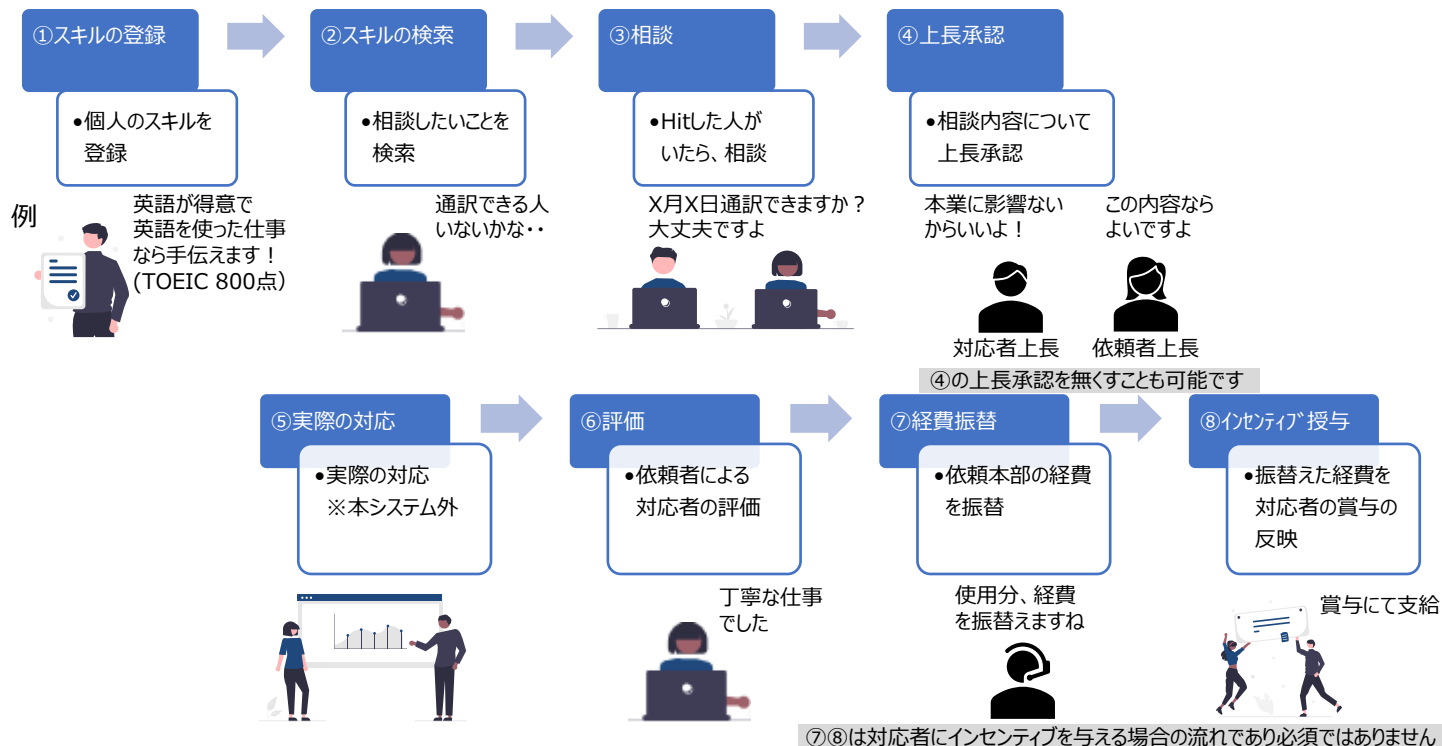 ①スキルの登録
②スキルの検索
③相談
④上長承認
•個人のスキルを
登録
•相談したいことを
検索
•Hitした人が
いたら、相談
•相談内容について
上長承認
例
英語が得意で
英語を使った仕事
なら手伝えます！
(TOEIC 800点）
通訳できる人
いないかな・・
X月X日通訳できますか？
大丈夫ですよ
本業に影響ない
からいいよ！
この内容なら
よいですよ
対応者上長
依頼者上長
④の上長承認を無くすことも可能です
⑤実際の対応
⑥評価
⑦経費振替
⑧ｲﾝｾﾝﾃｨﾌﾞ授与
•実際の対応
※本システム外
•依頼者による
対応者の評価
•依頼本部の経費
を振替
•振替えた経費を
対応者の賞与の
反映
丁寧な仕事
でした
使用分、経費
を振替えますね
賞与にて支給
⑦⑧は対応者にインセンティブを与える場合の流れであり必須ではありません